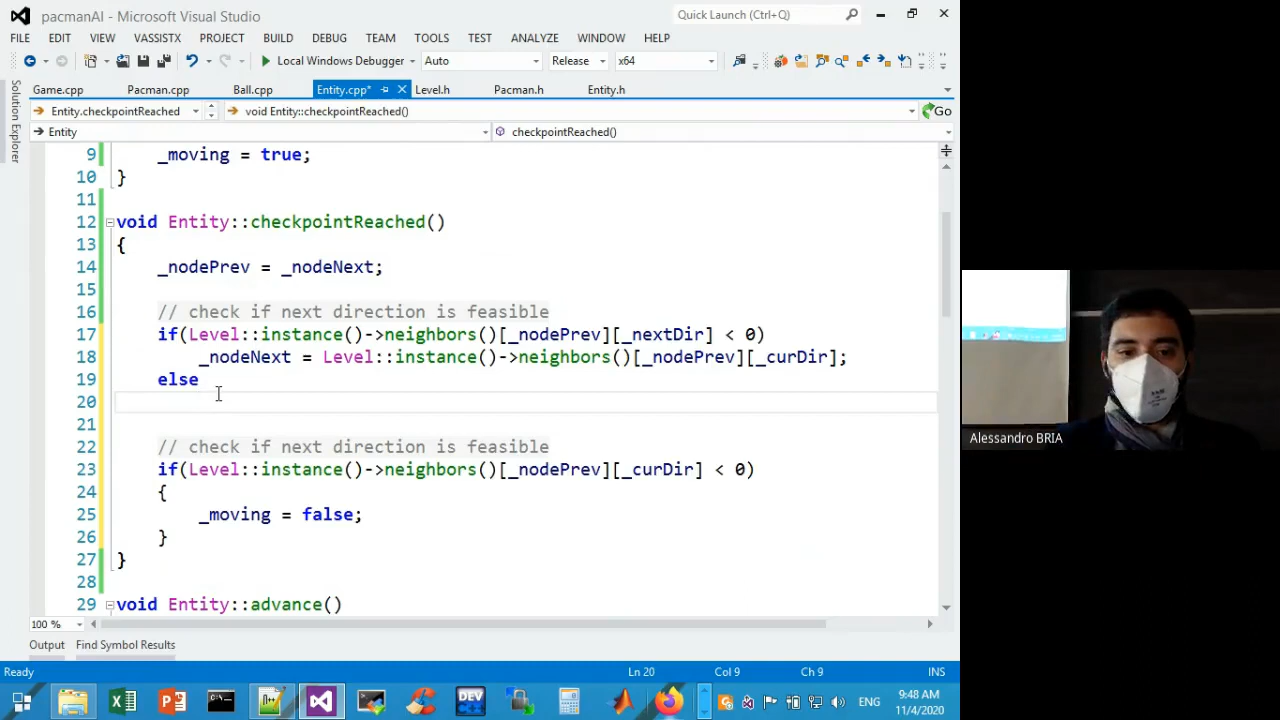 pacmanAI - Microsoft Visual Studio
Quick Launch (Ctrl+Q)
FILE EDIT VIEW VASSISTX PROJECT BUILD DEBUG TEAM TOOLS TEST ANALYZE WINDOW HELP
Local Windows Debugger Auto Release x64
Solution Explorer
Game.cpp Pacman.cpp Ball.cpp Entity.cpp* Level.h Pacman.h Entity.h
Entity.checkpointReached void Entity::checkpointReached() Go
Entity checkpointReached()
9 _moving = true;
10 }
11
12 void Entity::checkpointReached()
13 {
14 _nodePrev = _nodeNext;
15
16 // check if next direction is feasible
17 if(Level::instance()->neighbors()[_nodePrev][_nextDir] < 0)
18 _nodeNext = Level::instance()->neighbors()[_nodePrev][_curDir];
19 else
20
21
22 // check if next direction is feasible
23 if(Level::instance()->neighbors()[_nodePrev][_curDir] < 0)
24 {
25 _moving = false;
26 }
27 }
28
29 void Entity::advance()
100 %
Output Find Symbol Results
Ready Ln 20 Col 9 Ch 9 INS
DEV ENG 9:48 AM
11/4/2020
Alessandro BRIA